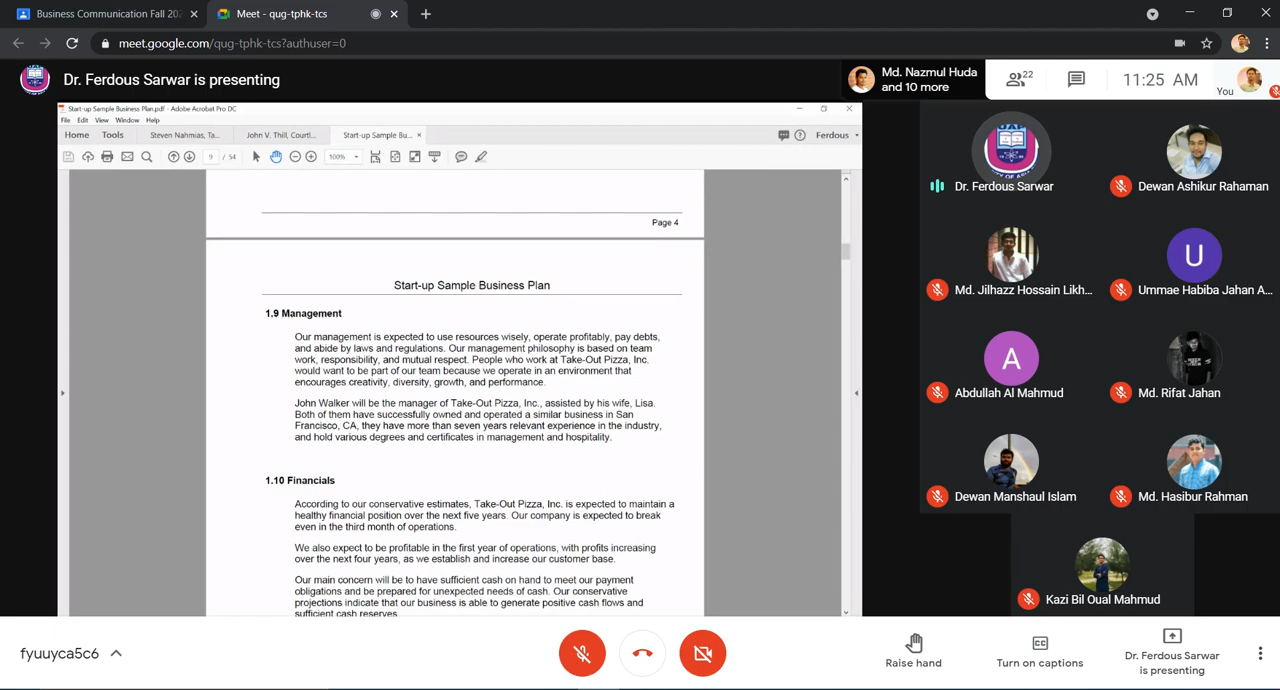 Business Communication Fall 202
Meet - qug-tphk-tcs
meet.google.com/qug-tphk-tcs?authuser=0
Dr. Ferdous Sarwar is presenting
Md. Nazmul Huda
and 10 more
22
11:25 AM
You
Start-up Sample Business Plan.pdf - Adobe Acrobat Pro DC
File Edit View Window Help
Home Tools Steven Nahmias, Ta... John V. Thill, Courtl... Start-up Sample Bu... Ferdous
9 / 54 100%
Page 4
Start-up Sample Business Plan
1.9 Management
Our management is expected to use resources wisely, operate profitably, pay debts,
and abide by laws and regulations. Our management philosophy is based on team
work, responsibility, and mutual respect. People who work at Take-Out Pizza, Inc.
would want to be part of our team because we operate in an environment that
encourages creativity, diversity, growth, and performance.
John Walker will be the manager of Take-Out Pizza, Inc., assisted by his wife, Lisa.
Both of them have successfully owned and operated a similar business in San
Francisco, CA, they have more than seven years relevant experience in the industry,
and hold various degrees and certificates in management and hospitality.
1.10 Financials
According to our conservative estimates, Take-Out Pizza, Inc. is expected to maintain a
healthy financial position over the next five years. Our company is expected to break
even in the third month of operations.
We also expect to be profitable in the first year of operations, with profits increasing
over the next four years, as we establish and increase our customer base.
Our main concern will be to have sufficient cash on hand to meet our payment
obligations and be prepared for unexpected needs of cash. Our conservative
projections indicate that our business is able to generate positive cash flows and
sufficient cash reserves.
Dr. Ferdous Sarwar
Dewan Ashikur Rahaman
Md. Jilhazz Hossain Likh...
U
Ummae Habiba Jahan A...
A
Abdullah Al Mahmud
Md. Rifat Jahan
Dewan Manshaul Islam
Md. Hasibur Rahman
Kazi Bil Oual Mahmud
fyuuyca5c6
Raise hand
Turn on captions
Dr. Ferdous Sarwar
is presenting